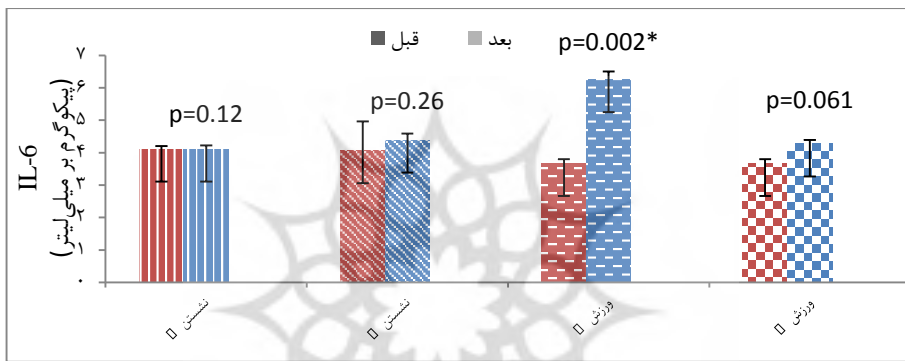 قبل بعد
p=0.12
p=0.26
p=0.002*
p=0.061
IL-6
(پیکوگرم بر میلی لیتر)
۷
۶
۵
۴
۳
۲
۱
۰
نشستن
نشستن
ورزش
ورزش